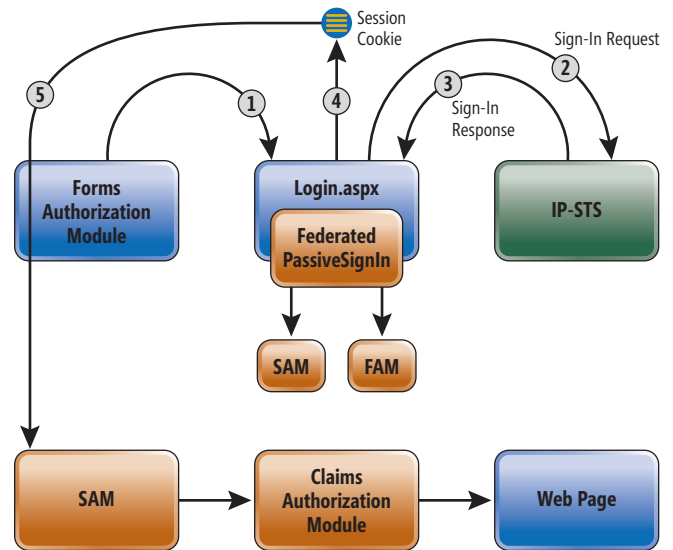 Session
Cookie
Sign-In Request
5
1
4
3
2
Sign-In
Response
Forms
Authorization
Module
Login.aspx
Federated
PassiveSignIn
IP-STS
SAM
FAM
SAM
Claims
Authorization
Module
Web Page